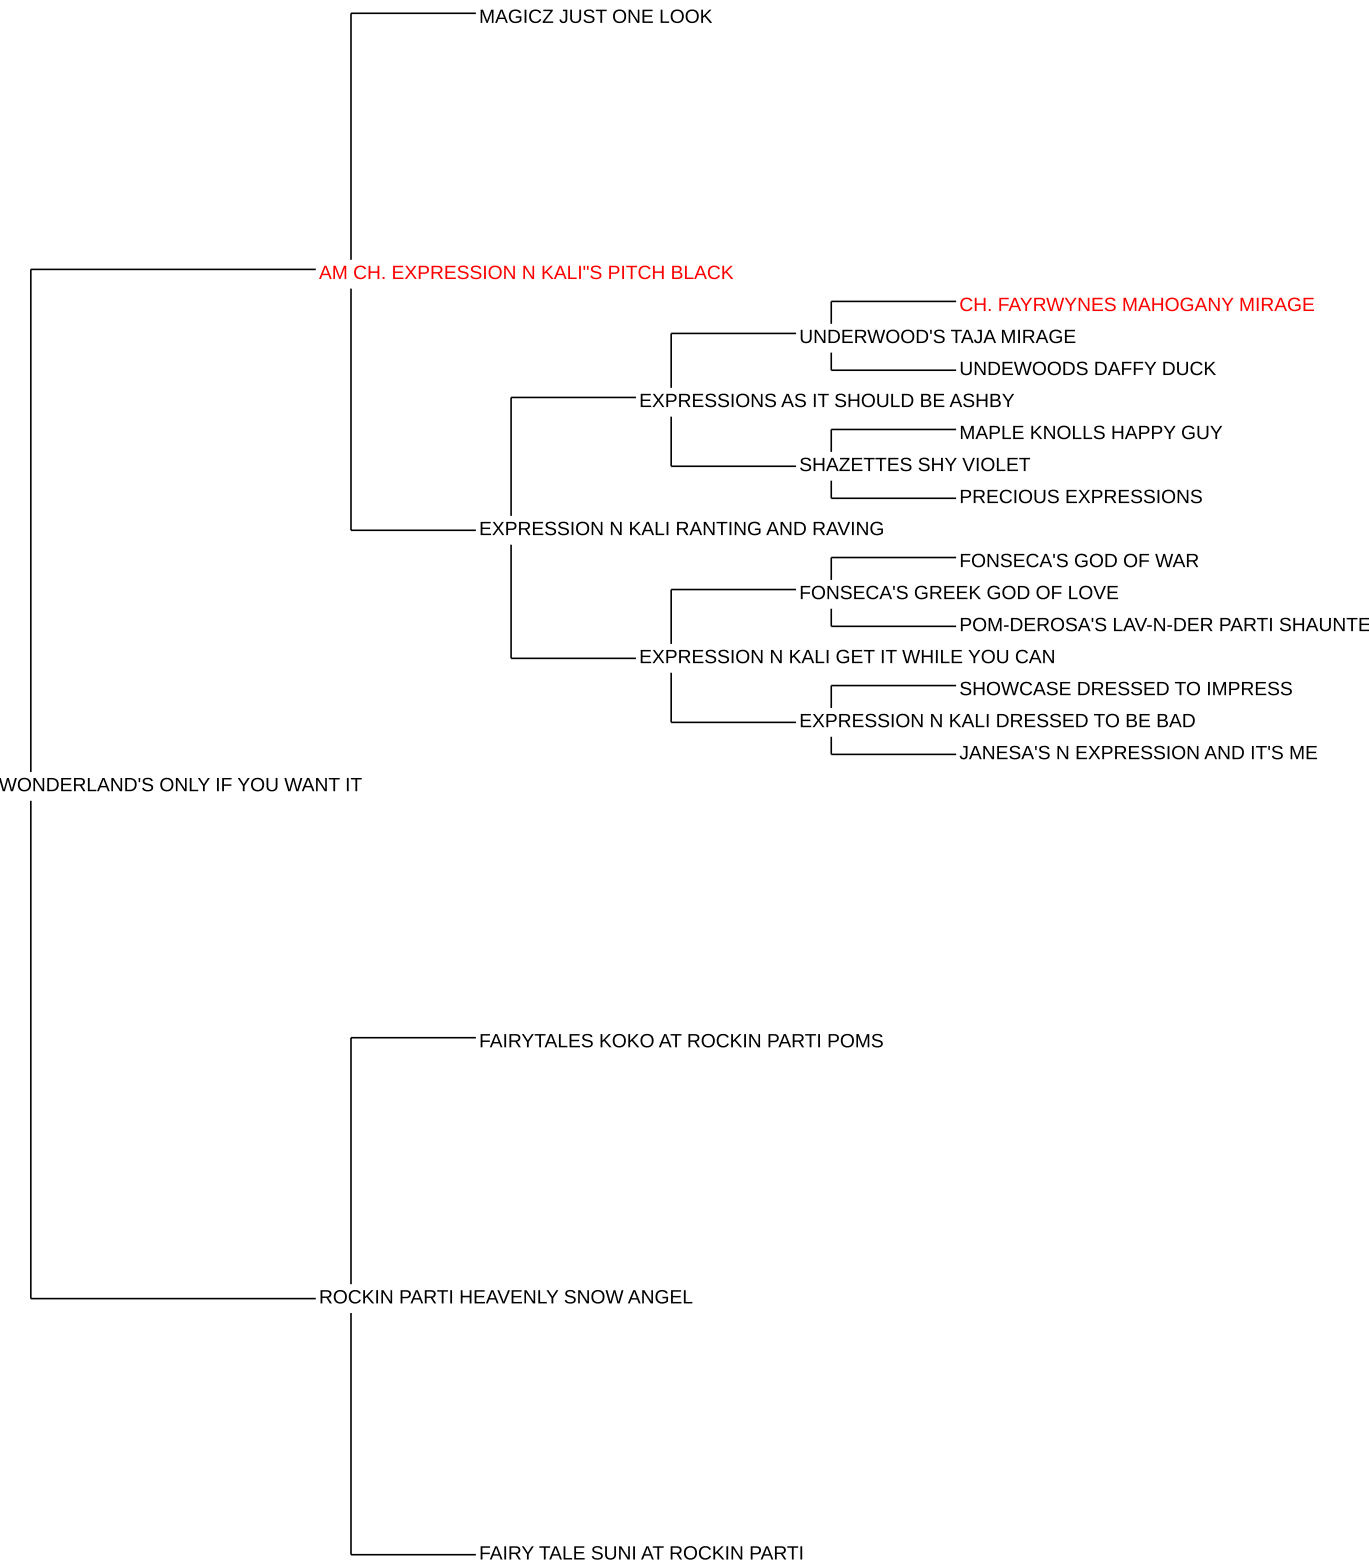 MAGICZ JUST ONE LOOK
AM CH. EXPRESSION N KALI"S PITCH BLACK
CH. FAYRWYNES MAHOGANY MIRAGE
UNDERWOOD'S TAJA MIRAGE
UNDEWOODS DAFFY DUCK
EXPRESSIONS AS IT SHOULD BE ASHBY
MAPLE KNOLLS HAPPY GUY
SHAZETTES SHY VIOLET
PRECIOUS EXPRESSIONS
EXPRESSION N KALI RANTING AND RAVING
FONSECA'S GOD OF WAR
FONSECA'S GREEK GOD OF LOVE
POM-DEROSA'S LAV-N-DER PARTI SHAUNTE
EXPRESSION N KALI GET IT WHILE YOU CAN
SHOWCASE DRESSED TO IMPRESS
EXPRESSION N KALI DRESSED TO BE BAD
JANESA'S N EXPRESSION AND IT'S ME
WONDERLAND'S ONLY IF YOU WANT IT
FAIRYTALES KOKO AT ROCKIN PARTI POMS
ROCKIN PARTI HEAVENLY SNOW ANGEL
FAIRY TALE SUNI AT ROCKIN PARTI